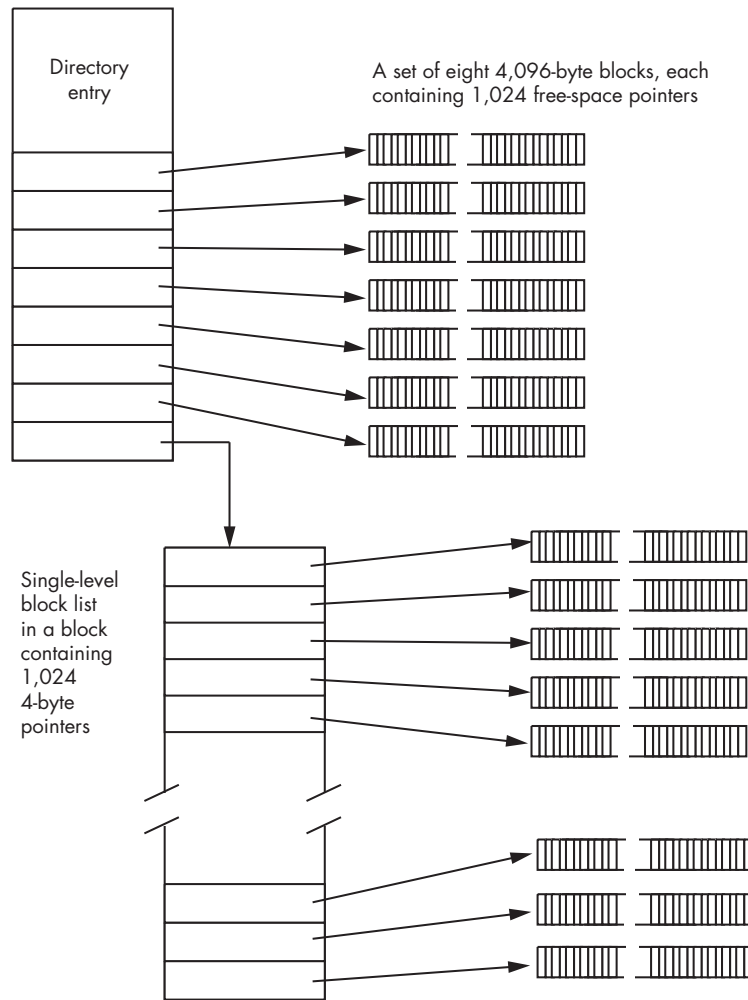 Directory
entry
A set of eight 4,096-byte blocks, each
containing 1,024 free-space pointers
Single-level
block list
in a block
containing
1,024
4-byte
pointers